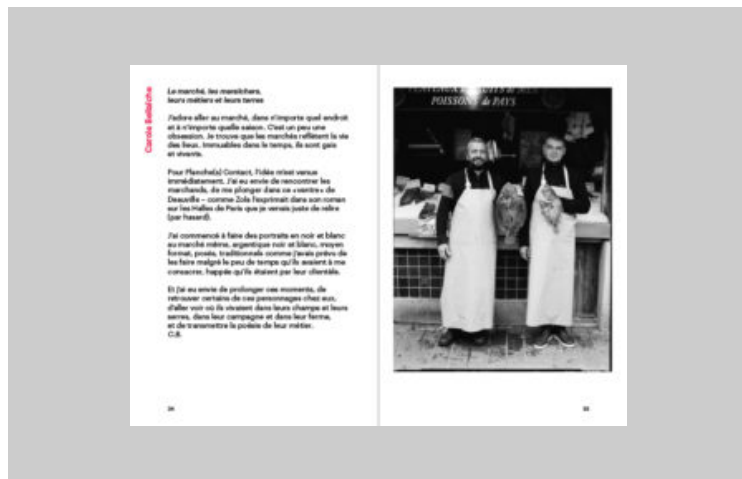 Carole Bellaïche
Le marché, les maraîchers,
leurs métiers et leurs terres
J'adore aller au marché, dans n'importe quel endroit
et à n'importe quelle saison. C'est un peu une
obsession. Je trouve que les marchés reflètent la vie
des lieux. Immuables dans le temps, ils sont gais
et vivants.
Pour Planche(s) Contact, l'idée m'est venue
immédiatement. J'ai eu envie de rencontrer les
marchands, de me plonger dans ce «ventre» de
Deauville – comme Zola l'exprimait dans son roman
sur les Halles de Paris que je venais juste de relire
(par hasard).
J'ai commencé à faire des portraits en noir et blanc
au marché même, argentique noir et blanc, moyen
format, posés, traditionnels comme j'avais prévu de
les faire malgré le peu de temps qu'ils avaient à me
consacrer, happés qu'ils étaient par leur clientèle.
Et j'ai eu envie de prolonger ces moments, de
retrouver certains de ces personnages chez eux,
d'aller voir où ils vivaient dans leurs champs et leurs
serres, dans leur campagne et dans leur ferme,
et de transmettre la poésie de leur métier.
C.B.
POISSONS du PAYS
34